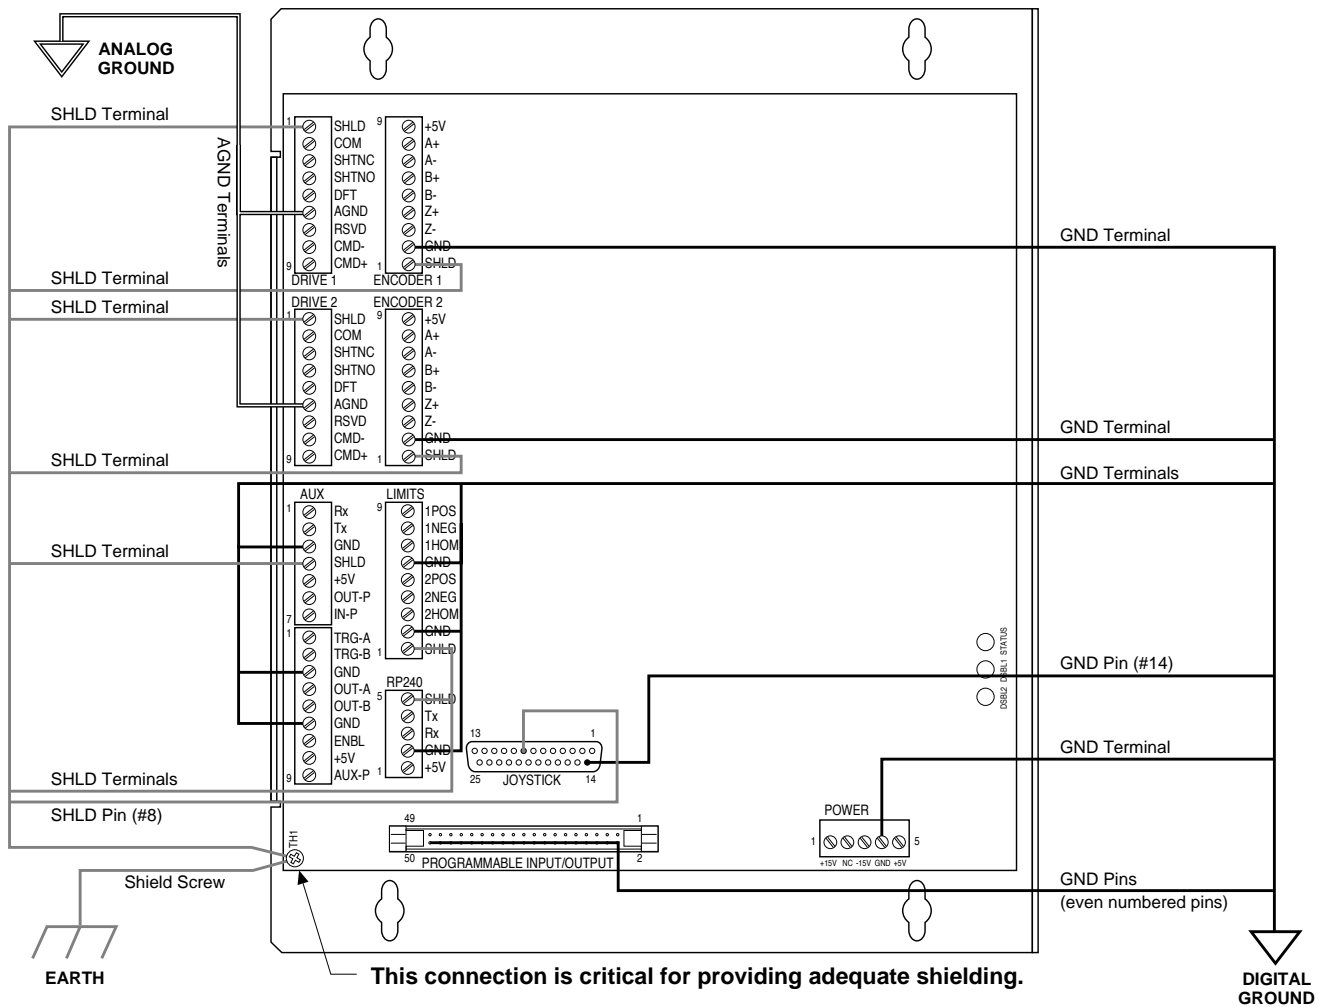 ANALOG
GROUND
SHLD Terminal
AGND Terminals
1
SHLD
COM
SHTNC
SHTNO
DFT
AGND
RSVD
CMD-
CMD+
9
DRIVE 1
9
+5V
A+
A-
B+
B-
Z+
Z-
GND
SHLD
1
ENCODER 1
GND Terminal
SHLD Terminal
SHLD Terminal
DRIVE 2
1
SHLD
COM
SHTNC
SHTNO
DFT
AGND
RSVD
CMD-
CMD+
9
ENCODER 2
9
+5V
A+
A-
B+
B-
Z+
Z-
GND
SHLD
1
GND Terminal
SHLD Terminal
GND Terminals
AUX
1
Rx
Tx
GND
SHLD
+5V
OUT-P
IN-P
7
SHLD Terminal
LIMITS
9
1POS
1NEG
1HOM
GND
2POS
2NEG
2HOM
GND
SHLD
1
1
TRG-A
TRG-B
GND
OUT-A
OUT-B
GND
ENBL
+5V
AUX-P
9
RP240
5
SHLD
Tx
Rx
GND
+5V
1
STATUS
DSBL1
DSBL2
GND Pin (#14)
13
1
25
JOYSTICK
14
GND Terminal
SHLD Terminals
SHLD Pin (#8)
TH1
49
1
50
PROGRAMMABLE INPUT/OUTPUT
2
POWER
1
5
+15V NC -15V GND +5V
Shield Screw
GND Pins
(even numbered pins)
EARTH
This connection is critical for providing adequate shielding.
DIGITAL
GROUND